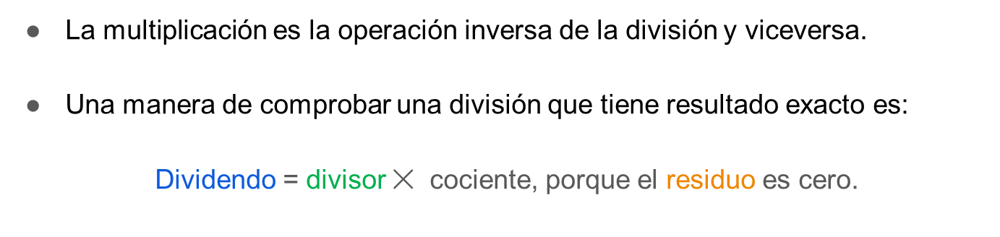 ● La multiplicación es la operación inversa de la división y viceversa.
● Una manera de comprobar una división que tiene resultado exacto es:
Dividendo = divisor × cociente, porque el residuo es cero.